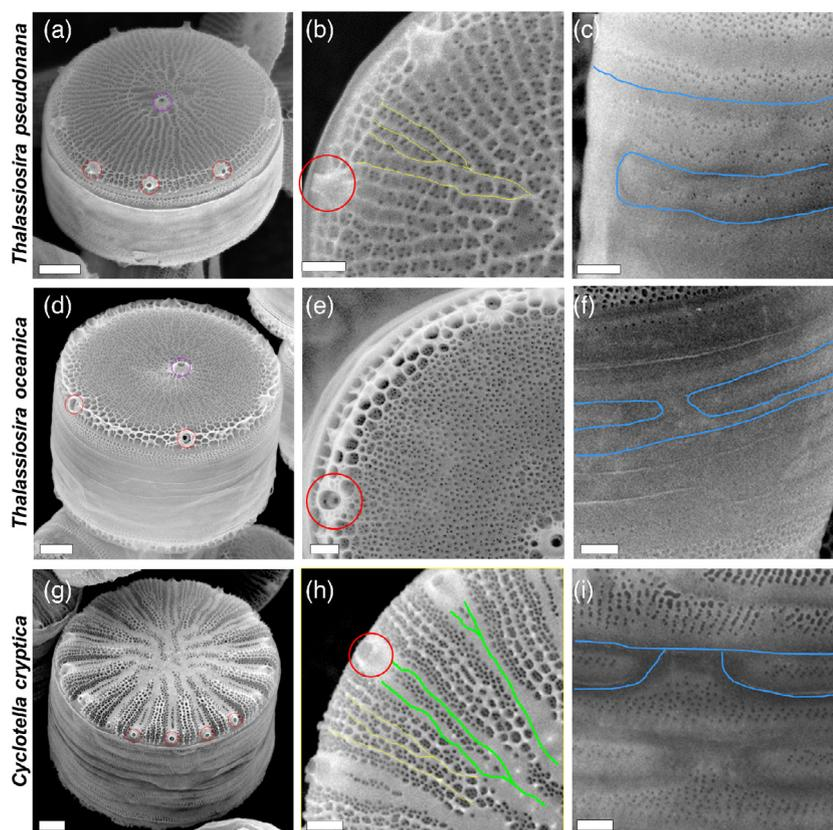 Thalassiosira pseudonana
(a)
(b)
(c)
Thalassiosira oceanica
(d)
(e)
(f)
Cyclotella cryptica
(g)
(h)
(i)